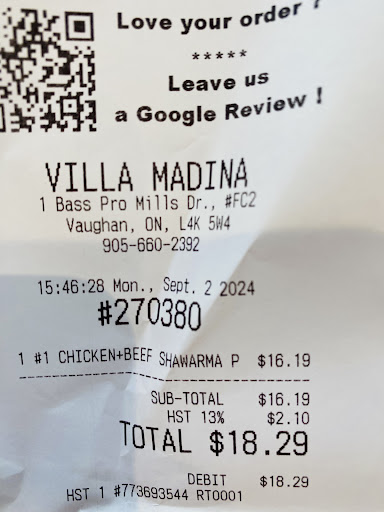 Love your order ?
*****
Leave us
a Google Review !
VILLA MADINA
1 Bass Pro Mills Dr., #FC2
Vaughan, ON, L4K 5W4
905-660-2392
15:46:28 Mon., Sept. 2 2024
#270380
1 #1 CHICKEN+BEEF SHAWARMA P $16.19
SUB-TOTAL $16.19
HST 13% $2.10
TOTAL $18.29
DEBIT $18.29
HST 1 #773693544 RT0001